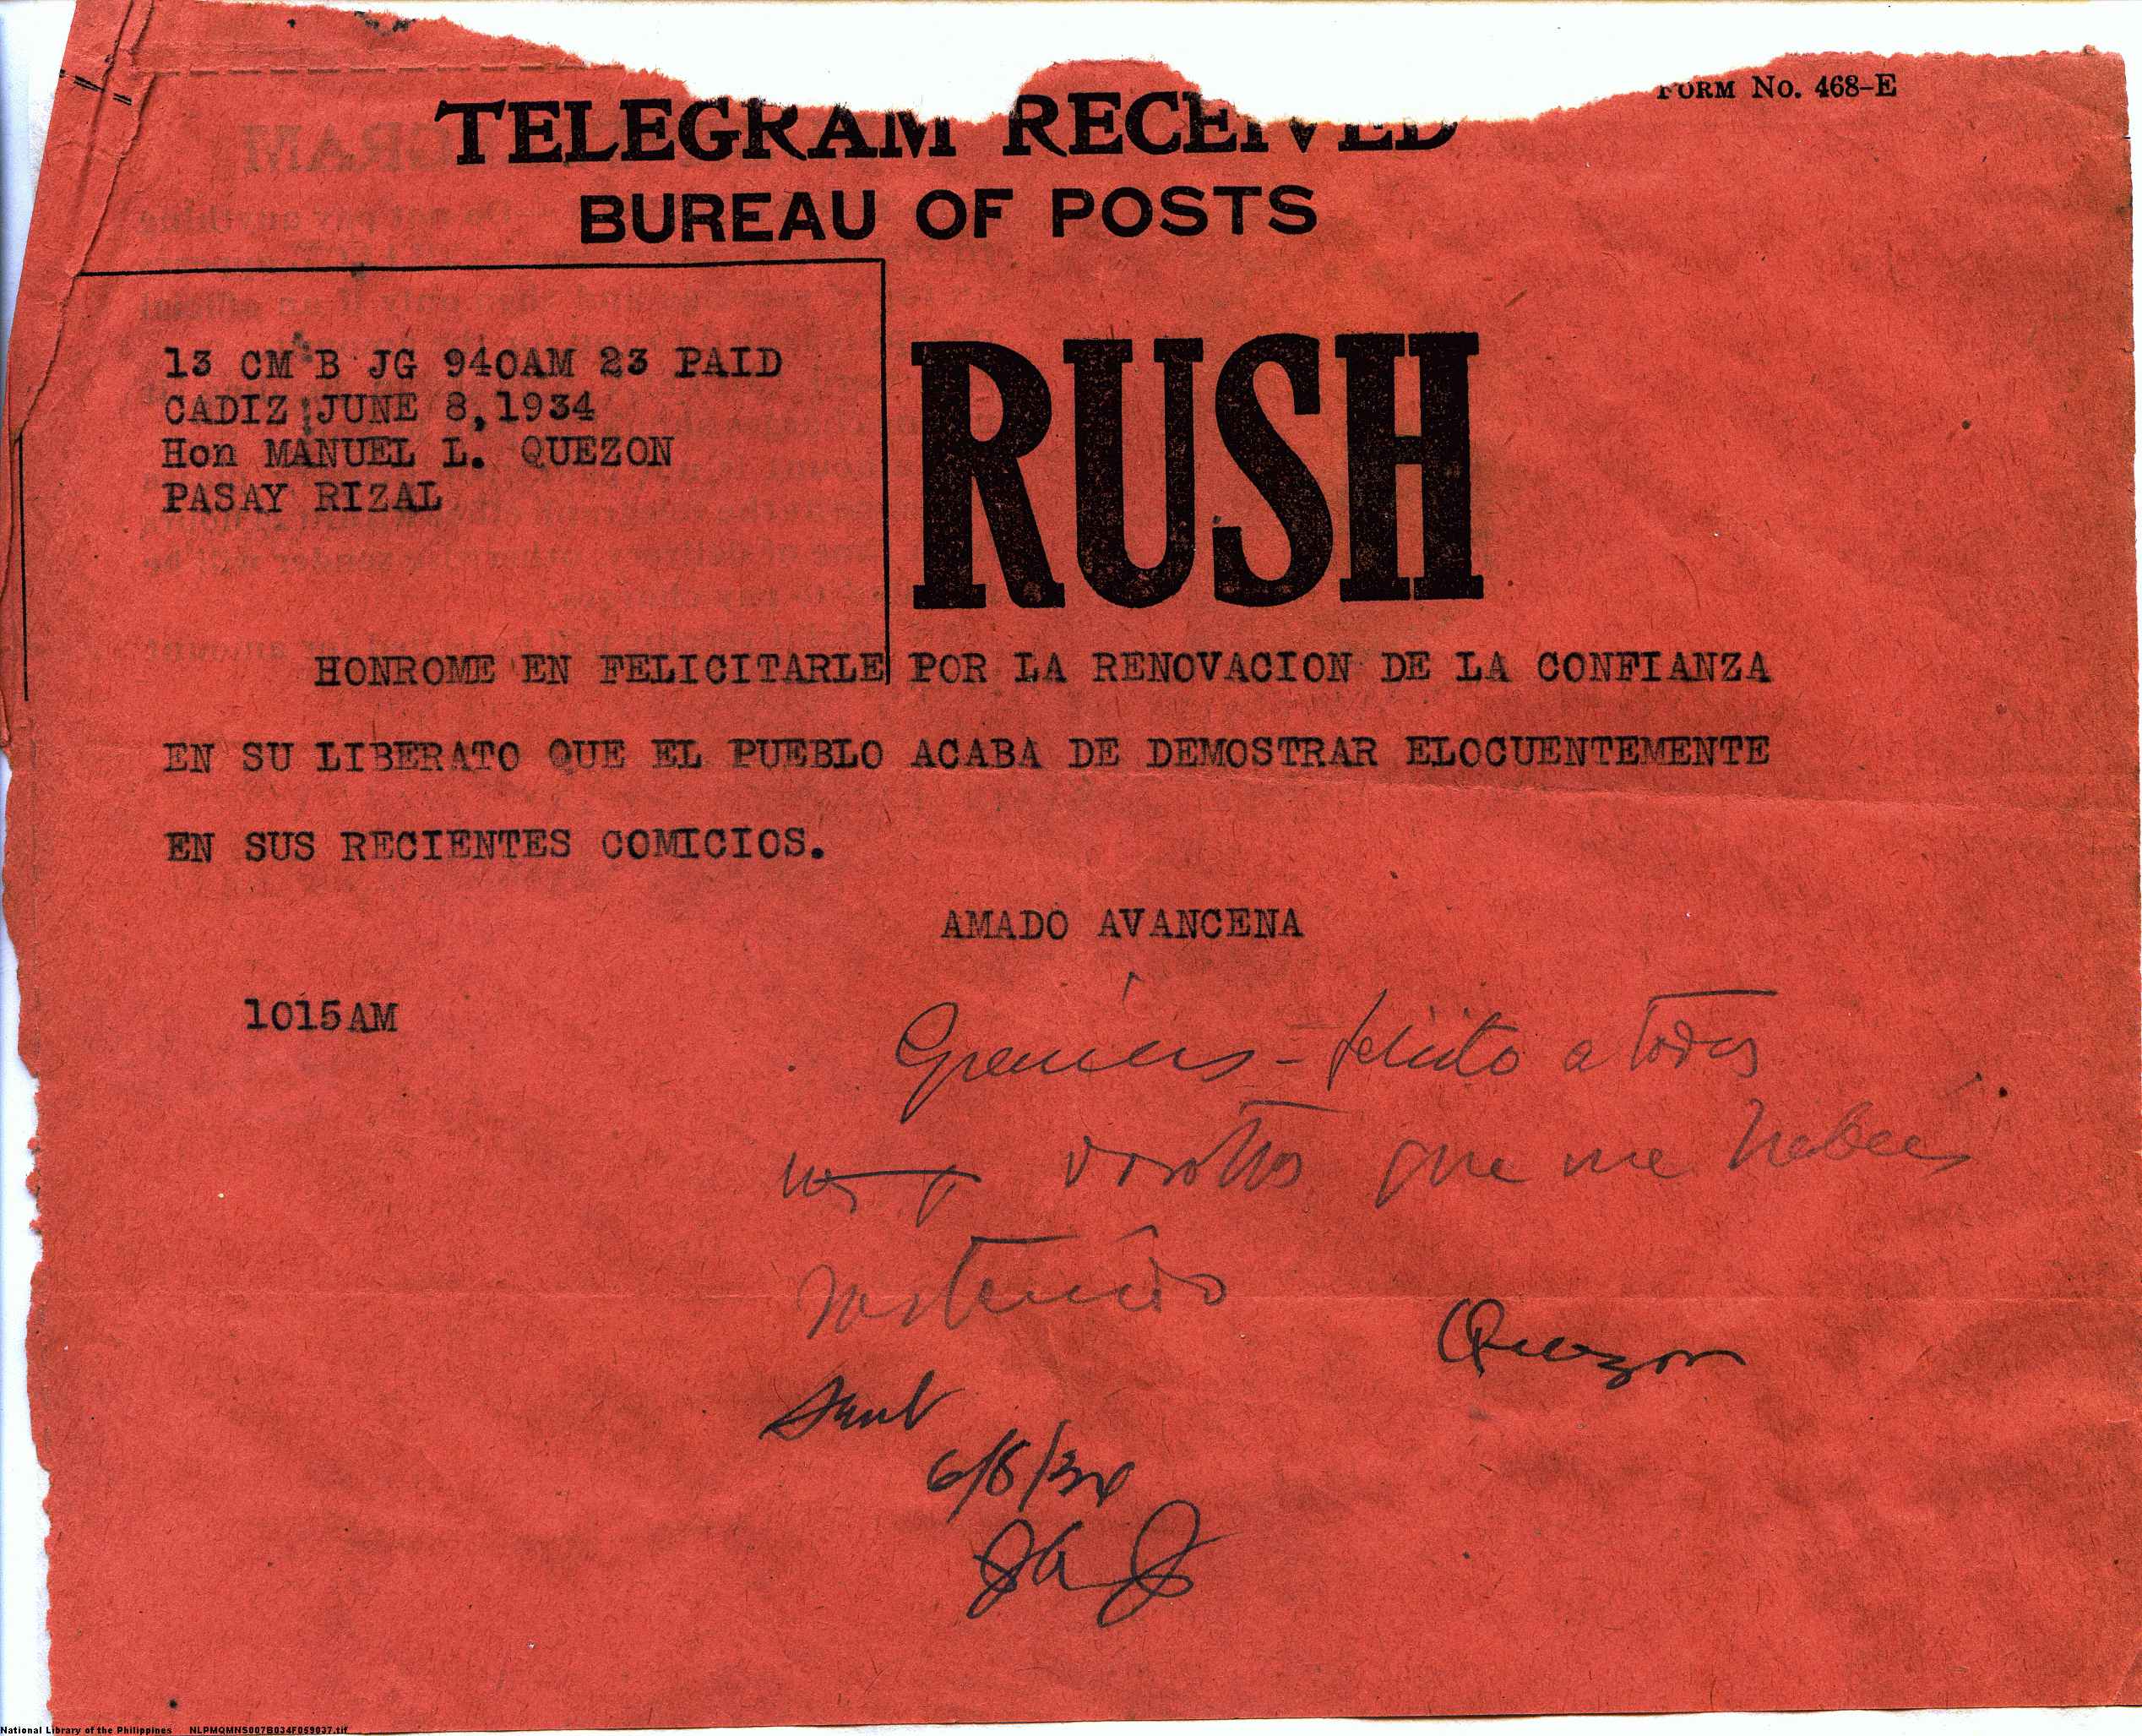 FORM No. 468-E
TELEGRAM RECEIVED
BUREAU OF POSTS
13 CM B JG 940AM 23 PAID
CADIZ JUNE 8,1934
Hon MANUEL L. QUEZON
PASAY RIZAL
RUSH
HONROME EN FELICITARLE POR LA RENOVACION DE LA CONFIANZA
EN SU LIBERATO QUE EL PUEBLO ACABA DE DEMOSTRAR ELOCUENTEMENTE
EN SUS RECIENTES COMICIOS.
AMADO AVANCENA
1015AM
Gracias - felicito a todos
vosotros que me habeis
sostenido
Quezon
Sent
6/8/34
National Library of the Philippines NLPMQMNS007B034F059037.tif